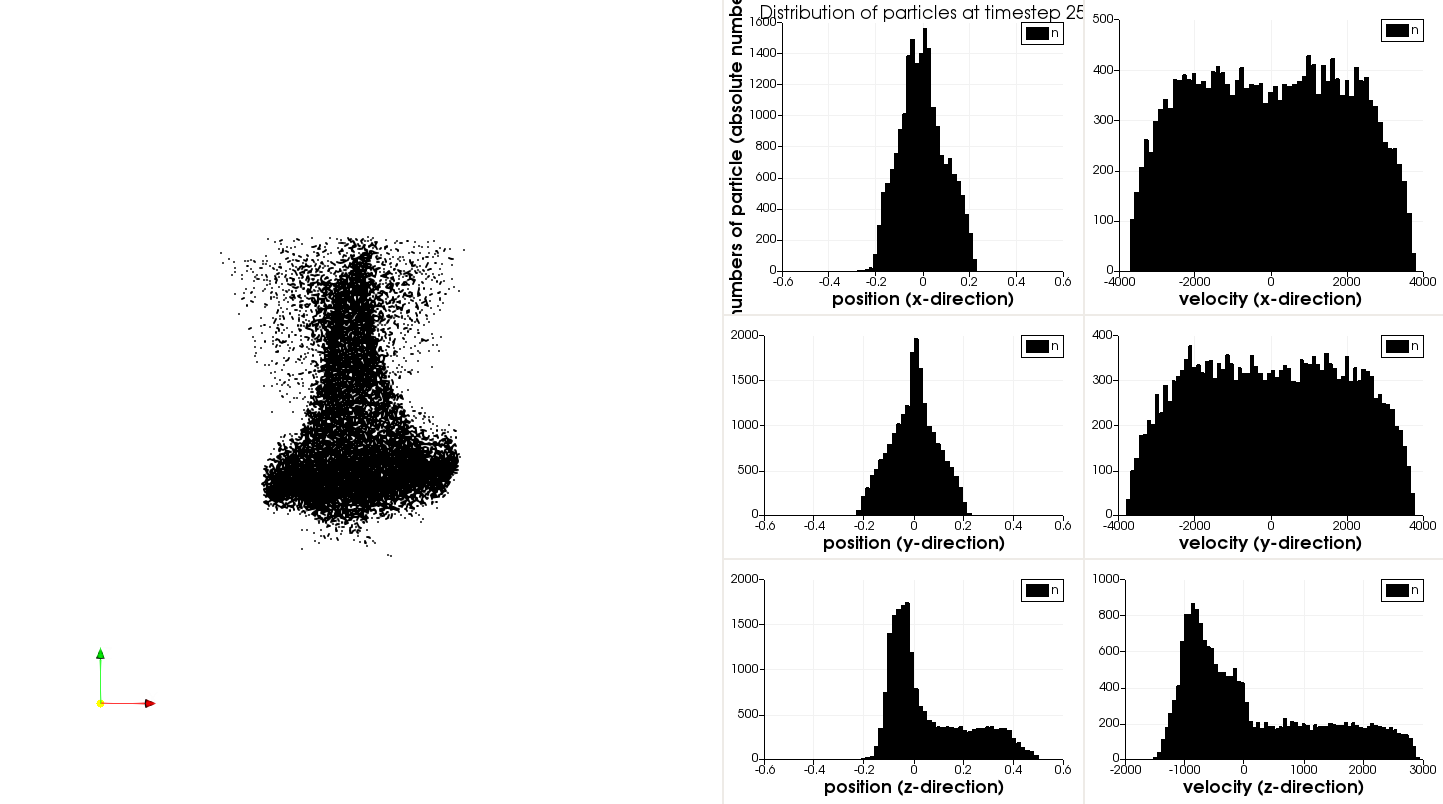 Distribution of particles at timestep 25
numbers of particle (absolute numbe
1600
1400
1200
1000
800
600
400
200
0
-0.6 -0.4 -0.2 0 0.2 0.4 0.6
position (x-direction)
n
500
400
300
200
100
0
-4000 -2000 0 2000 4000
velocity (x-direction)
n
2000
1500
1000
500
0
-0.6 -0.4 -0.2 0 0.2 0.4 0.6
position (y-direction)
n
400
300
200
100
0
-4000 -2000 0 2000 4000
velocity (y-direction)
n
2000
1500
1000
500
0
-0.6 -0.4 -0.2 0 0.2 0.4 0.6
position (z-direction)
n
1000
800
600
400
200
0
-2000 -1000 0 1000 2000 3000
velocity (z-direction)
n